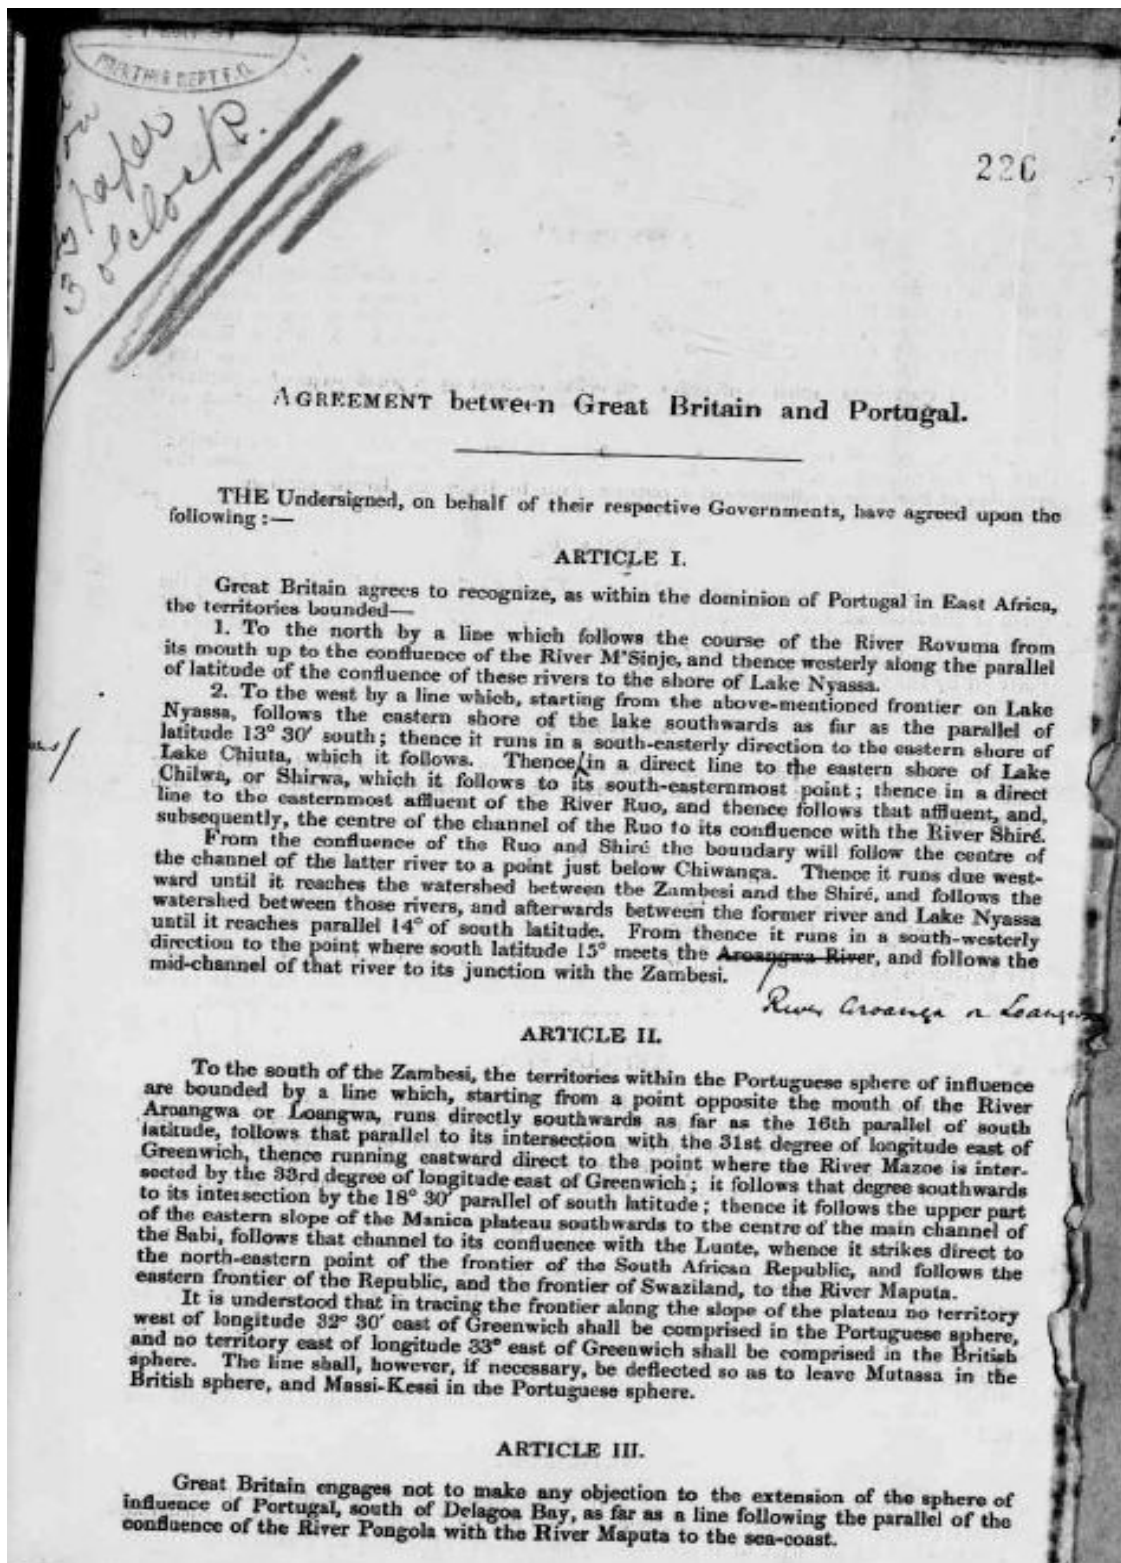 paper
3 o'clock.
226
AGREEMENT between Great Britain and Portugal.
THE Undersigned, on behalf of their respective Governments, have agreed upon the
following :—
ARTICLE I.
Great Britain agrees to recognize, as within the dominion of Portugal in East Africa,
the territories bounded—
1. To the north by a line which follows the course of the River Rovuma from
its mouth up to the confluence of the River M'Sinje, and thence westerly along the parallel
of latitude of the confluence of these rivers to the shore of Lake Nyassa.
2. To the west by a line which, starting from the above-mentioned frontier on Lake
Nyassa, follows the eastern shore of the lake southwards as far as the parallel of
latitude 13° 30' south; thence it runs in a south-easterly direction to the eastern shore of
Lake Chiuta, which it follows. Thence in a direct line to the eastern shore of Lake
Chilwa, or Shirwa, which it follows to its south-easternmost point; thence in a direct
line to the easternmost affluent of the River Ruo, and thence follows that affluent, and,
subsequently, the centre of the channel of the Ruo to its confluence with the River Shiré.
From the confluence of the Ruo and Shiré the boundary will follow the centre of
the channel of the latter river to a point just below Chiwanga. Thence it runs due west-
ward until it reaches the watershed between the Zambesi and the Shiré, and follows the
watershed between those rivers, and afterwards between the former river and Lake Nyassa
until it reaches parallel 14° of south latitude. From thence it runs in a south-westerly
direction to the point where south latitude 15° meets the Aroangwa River, and follows the
mid-channel of that river to its junction with the Zambesi.
River Aroanga or Loangwa
ARTICLE II.
To the south of the Zambesi, the territories within the Portuguese sphere of influence
are bounded by a line which, starting from a point opposite the mouth of the River
Aroangwa or Loangwa, runs directly southwards as far as the 16th parallel of south
latitude, follows that parallel to its intersection with the 31st degree of longitude east of
Greenwich, thence running eastward direct to the point where the River Mazoe is inter-
sected by the 33rd degree of longitude east of Greenwich; it follows that degree southwards
to its intersection by the 18° 30' parallel of south latitude; thence it follows the upper part
of the eastern slope of the Manica plateau southwards to the centre of the main channel of
the Sabi, follows that channel to its confluence with the Lunte, whence it strikes direct to
the north-eastern point of the frontier of the South African Republic, and follows the
eastern frontier of the Republic, and the frontier of Swaziland, to the River Maputa.
It is understood that in tracing the frontier along the slope of the plateau no territory
west of longitude 32° 30' east of Greenwich shall be comprised in the Portuguese sphere,
and no territory east of longitude 33° east of Greenwich shall be comprised in the British
sphere. The line shall, however, if necessary, be deflected so as to leave Mutassa in the
British sphere, and Massi-Kessi in the Portuguese sphere.
ARTICLE III.
Great Britain engages not to make any objection to the extension of the sphere of
influence of Portugal, south of Delagoa Bay, as far as a line following the parallel of the
confluence of the River Pongola with the River Maputa to the sea-coast.